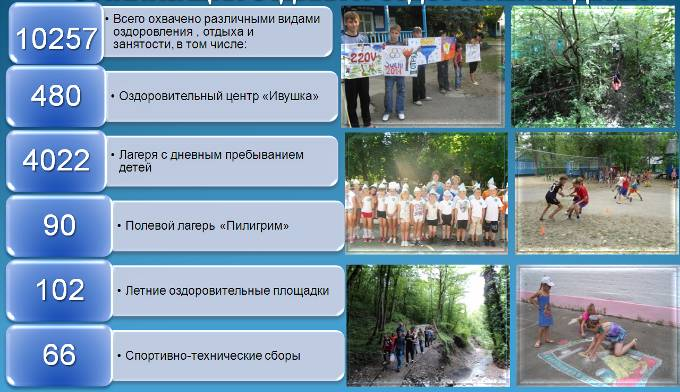 10257
• Всего охвачено различными видами
оздоровления , отдыха и
занятости, в том числе:
480
• Оздоровительный центр «Ивушка»
4022
• Лагеря с дневным пребыванием
детей
90
• Полевой лагерь «Пилигрим»
102
• Летние оздоровительные площадки
66
• Спортивно-технические сборы
220V